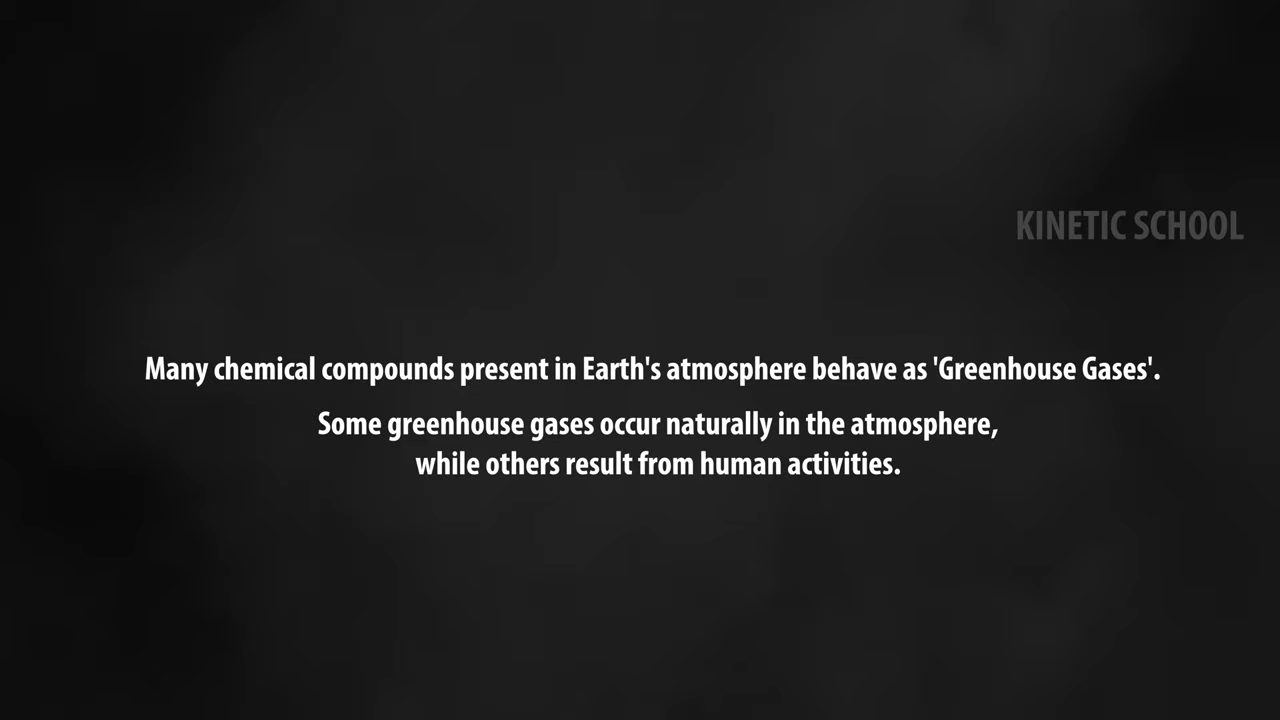 KINETIC SCHOOL
Many chemical compounds present in Earth's atmosphere behave as 'Greenhouse Gases'.
Some greenhouse gases occur naturally in the atmosphere,
while others result from human activities.